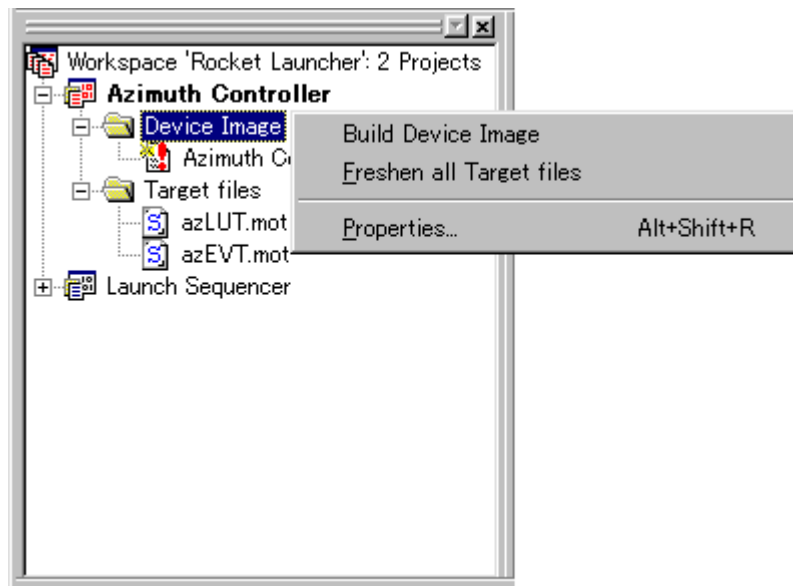 Workspace 'Rocket Launcher': 2 Projects
Azimuth Controller
Device Image
Azimuth C
Target files
azLUT.mot
azEVT.mot
Launch Sequencer
Build Device Image
Freshen all Target files
Properties... Alt+Shift+R